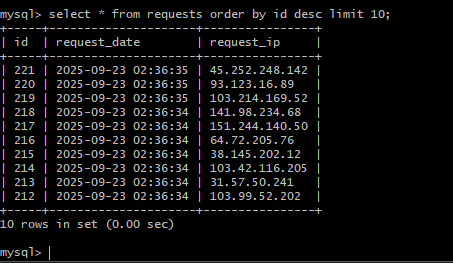 mysql> select * from requests order by id desc limit 10;
+-----+---------------------+----------------+
| id  | request_date        | request_ip     |
+-----+---------------------+----------------+
| 221 | 2025-09-23 02:36:35 | 45.252.248.142 |
| 220 | 2025-09-23 02:36:35 | 93.123.16.89   |
| 219 | 2025-09-23 02:36:35 | 103.214.169.52 |
| 218 | 2025-09-23 02:36:34 | 141.98.234.68  |
| 217 | 2025-09-23 02:36:34 | 151.244.140.50 |
| 216 | 2025-09-23 02:36:34 | 64.72.205.76   |
| 215 | 2025-09-23 02:36:34 | 38.145.202.12  |
| 214 | 2025-09-23 02:36:34 | 103.42.116.205 |
| 213 | 2025-09-23 02:36:34 | 31.57.50.241   |
| 212 | 2025-09-23 02:36:34 | 103.99.52.202  |
+-----+---------------------+----------------+
10 rows in set (0.00 sec)
mysql>